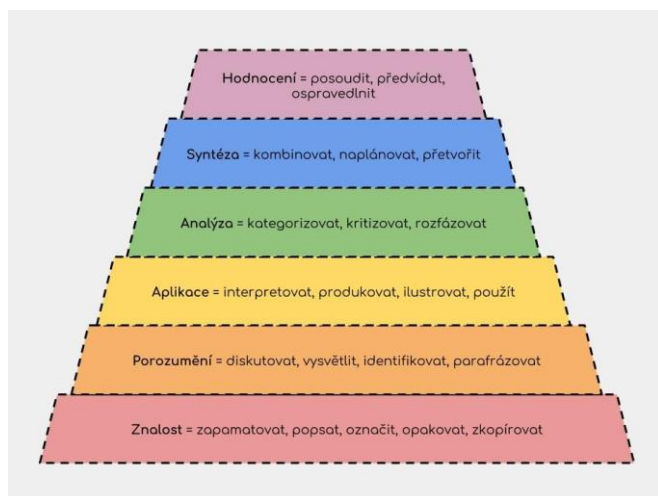 Hodnocení = posoudit, předvídat,
ospravedlnit
Syntéza = kombinovat, naplánovat, přetvořit
Analýza = kategorizovat, kritizovat, rozfázovat
Aplikace = interpretovat, produkovat, ilustrovat, použít
Porozumění = diskutovat, vysvětlit, identifikovat, parafrázovat
Znalost = zapamatovat, popsat, označit, opakovat, zkopírovat